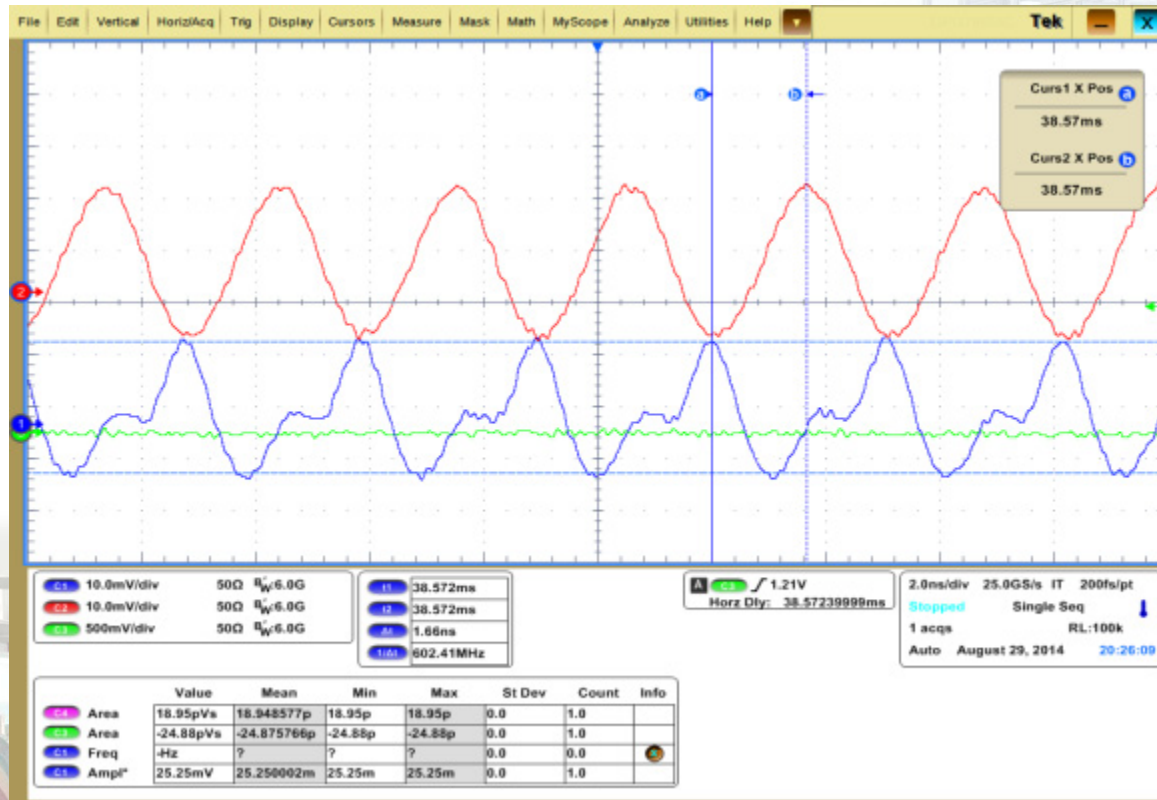 File Edit Vertical Horiz/Acq Trig Display Cursors Measure Mask Math MyScope Analyze Utilities Help Tek X
a b
Curs1 X Pos a
38.57ms
Curs2 X Pos b
38.57ms
2
1
C1 10.0mV/div 50Ω BW:6.0G
C2 10.0mV/div 50Ω BW:6.0G
C3 500mV/div 50Ω BW:6.0G
t1 38.572ms
t2 38.572ms
Δt 1.66ns
1/Δt 602.41MHz
A C3 1.21V
Horz Dly: 38.57239999ms
2.0ns/div 25.0GS/s IT 200fs/pt
Stopped Single Seq
1 acqs RL:100k
Auto August 29, 2014 20:26:09
Value Mean Min Max St Dev Count Info
C4 Area 18.95pVs 18.948577p 18.95p 18.95p 0.0 1.0
C3 Area -24.88pVs -24.875766p -24.88p -24.88p 0.0 1.0
C1 Freq -Hz ? ? ? 0.0 0.0
C1 Ampl* 25.25mV 25.250002m 25.25m 25.25m 0.0 1.0